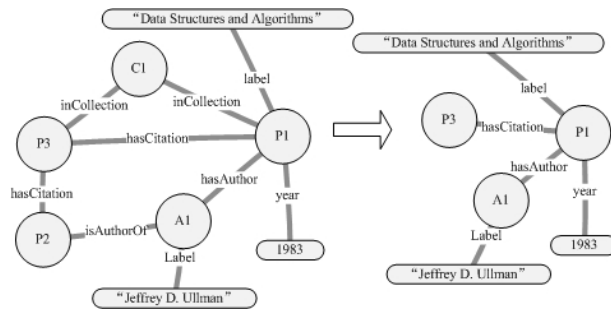 “Data Structures and Algorithms”
C1
label
inCollection
inCollection
P3
hasCitation
P1
hasCitation
hasAuthor
year
P2
isAuthorOf
A1
Label
1983
“Jeffrey D. Ullman”
“Data Structures and Algorithms”
label
P3
hasCitation
P1
hasAuthor
A1
year
Label
1983
“Jeffrey D. Ullman”